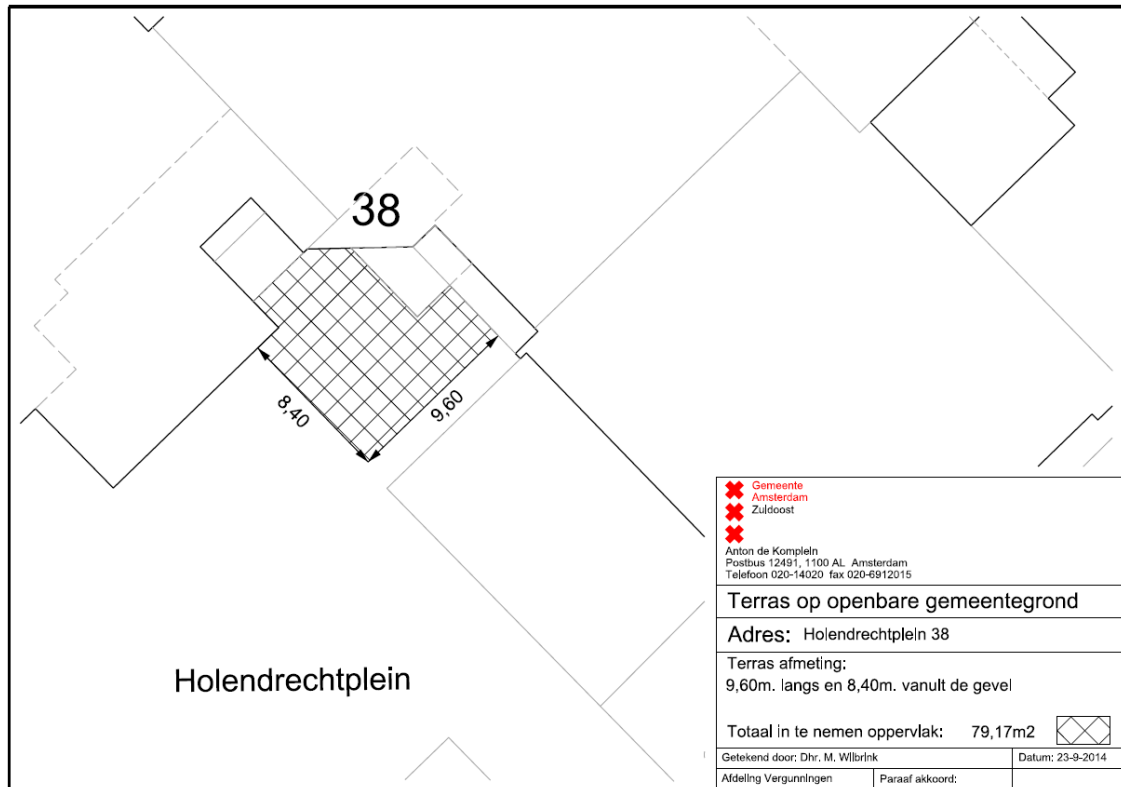 38
8,40
9,60
Holendrechtplein
Gemeente
Amsterdam
Zuidoost
Anton de Komplein
Postbus 12491, 1100 AL Amsterdam
Telefoon 020-14020 fax 020-6912015
Terras op openbare gemeentegrond
Adres: Holendrechtplein 38
Terras afmeting:
9,60m. langs en 8,40m. vanuit de gevel
Totaal in te nemen oppervlak: 79,17m2
Getekend door: Dhr. M. Wilbrink Datum: 23-9-2014
Afdeling Vergunningen Paraaf akkoord: